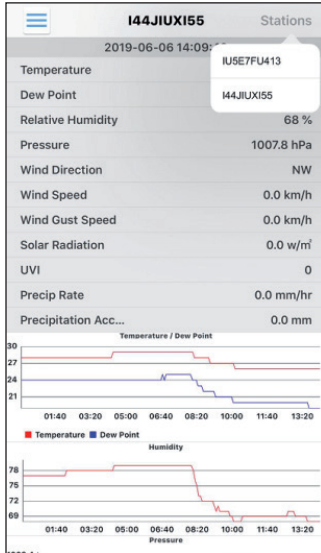 I44JIUXI55 Stations
2019-06-06 14:09:
IU5E7FU413
I44JIUXI55
Temperature
Dew Point
Relative Humidity 68 %
Pressure 1007.8 hPa
Wind Direction NW
Wind Speed 0.0 km/h
Wind Gust Speed 0.0 km/h
Solar Radiation 0.0 w/㎡
UVI 0
Precip Rate 0.0 mm/hr
Precipitation Acc... 0.0 mm
Temperature / Dew Point
30
27
24
21
01:40 03:20 05:00 06:40 08:20 10:00 11:40 13:20
Temperature Dew Point
Humidity
78
75
72
69
01:40 03:20 05:00 06:40 08:20 10:00 11:40 13:20
Pressure